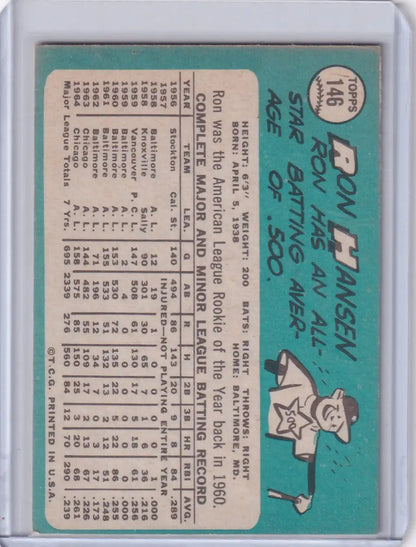 TOPPS
146
RON HANSEN
RON HAS AN ALL-
STAR BATTING AVER-
AGE OF .500.
.500
HEIGHT: 6'3" WEIGHT: 200 BATS: RIGHT THROWS: RIGHT
BORN: APRIL 5, 1938 HOME: BALTIMORE, MD.
Ron was the American League Rookie of the Year back in 1960.
COMPLETE MAJOR AND MINOR LEAGUE BATTING RECORD
YEAR TEAM LEA. G AB R H 2B 3B HR RBI AVG.
1956 Stockton Cal. St. 140 494 86 143 20 9 8 84 .289
1957 INJURED—NOT PLAYING ENTIRE YEAR
1958 Baltimore A. L. 12 19 1 0 0 0 0 1 .000
1958 Knoxville Sally 90 301 36 65 8 1 6 34 .216
1959 Vancouver P. C. L. 147 508 61 130 17 5 18 61 .256
1959 Baltimore A. L. 2 4 0 0 0 0 0 0 .000
1960 Baltimore A. L. 153 530 72 135 22 5 22 86 .255
1961 Baltimore A. L. 155 533 51 132 13 2 12 51 .248
1962 Baltimore A. L. 71 196 12 34 7 0 3 17 .173
1963 Chicago A. L. 144 482 55 109 17 2 13 67 .226
1964 Chicago A. L. 158 575 85 150 25 3 20 68 .261
Major League Totals 7 Yrs. 695 2339 276 560 84 12 70 290 .239
© T.C.G. PRINTED IN U.S.A.